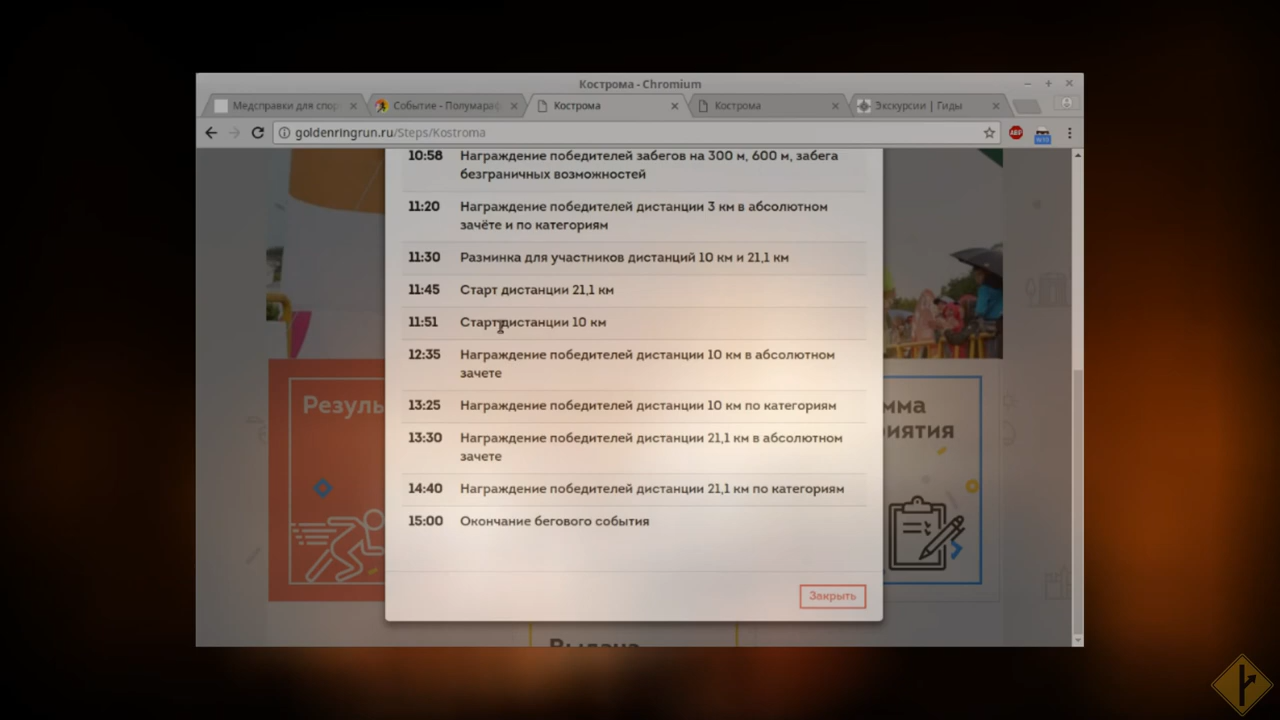 Кострома - Chromium
Медсправки для спор
Событие - Полумараф
Кострома
Кострома
Экскурсии | Гиды
goldenringrun.ru/Steps/Kostroma
ABP
10:58 Награждение победителей забегов на 300 м, 600 м, забега
безграничных возможностей
11:20 Награждение победителей дистанции 3 км в абсолютном
зачёте и по категориям
11:30 Разминка для участников дистанций 10 км и 21,1 км
11:45 Старт дистанции 21,1 км
11:51 Старт дистанции 10 км
12:35 Награждение победителей дистанции 10 км в абсолютном
зачете
13:25 Награждение победителей дистанции 10 км по категориям
13:30 Награждение победителей дистанции 21,1 км в абсолютном
зачете
14:40 Награждение победителей дистанции 21,1 км по категориям
15:00 Окончание бегового события
Закрыть
Резуль
мма
иятия